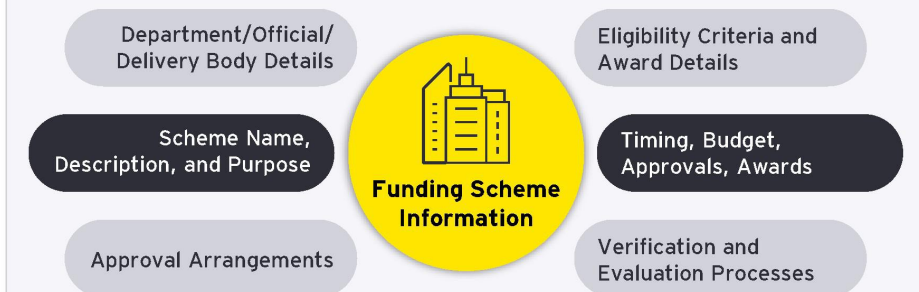 Department/Official/
Delivery Body Details
Scheme Name,
Description, and Purpose
Approval Arrangements
Funding Scheme
Information
Eligibility Criteria and
Award Details
Timing, Budget,
Approvals, Awards
Verification and
Evaluation Processes